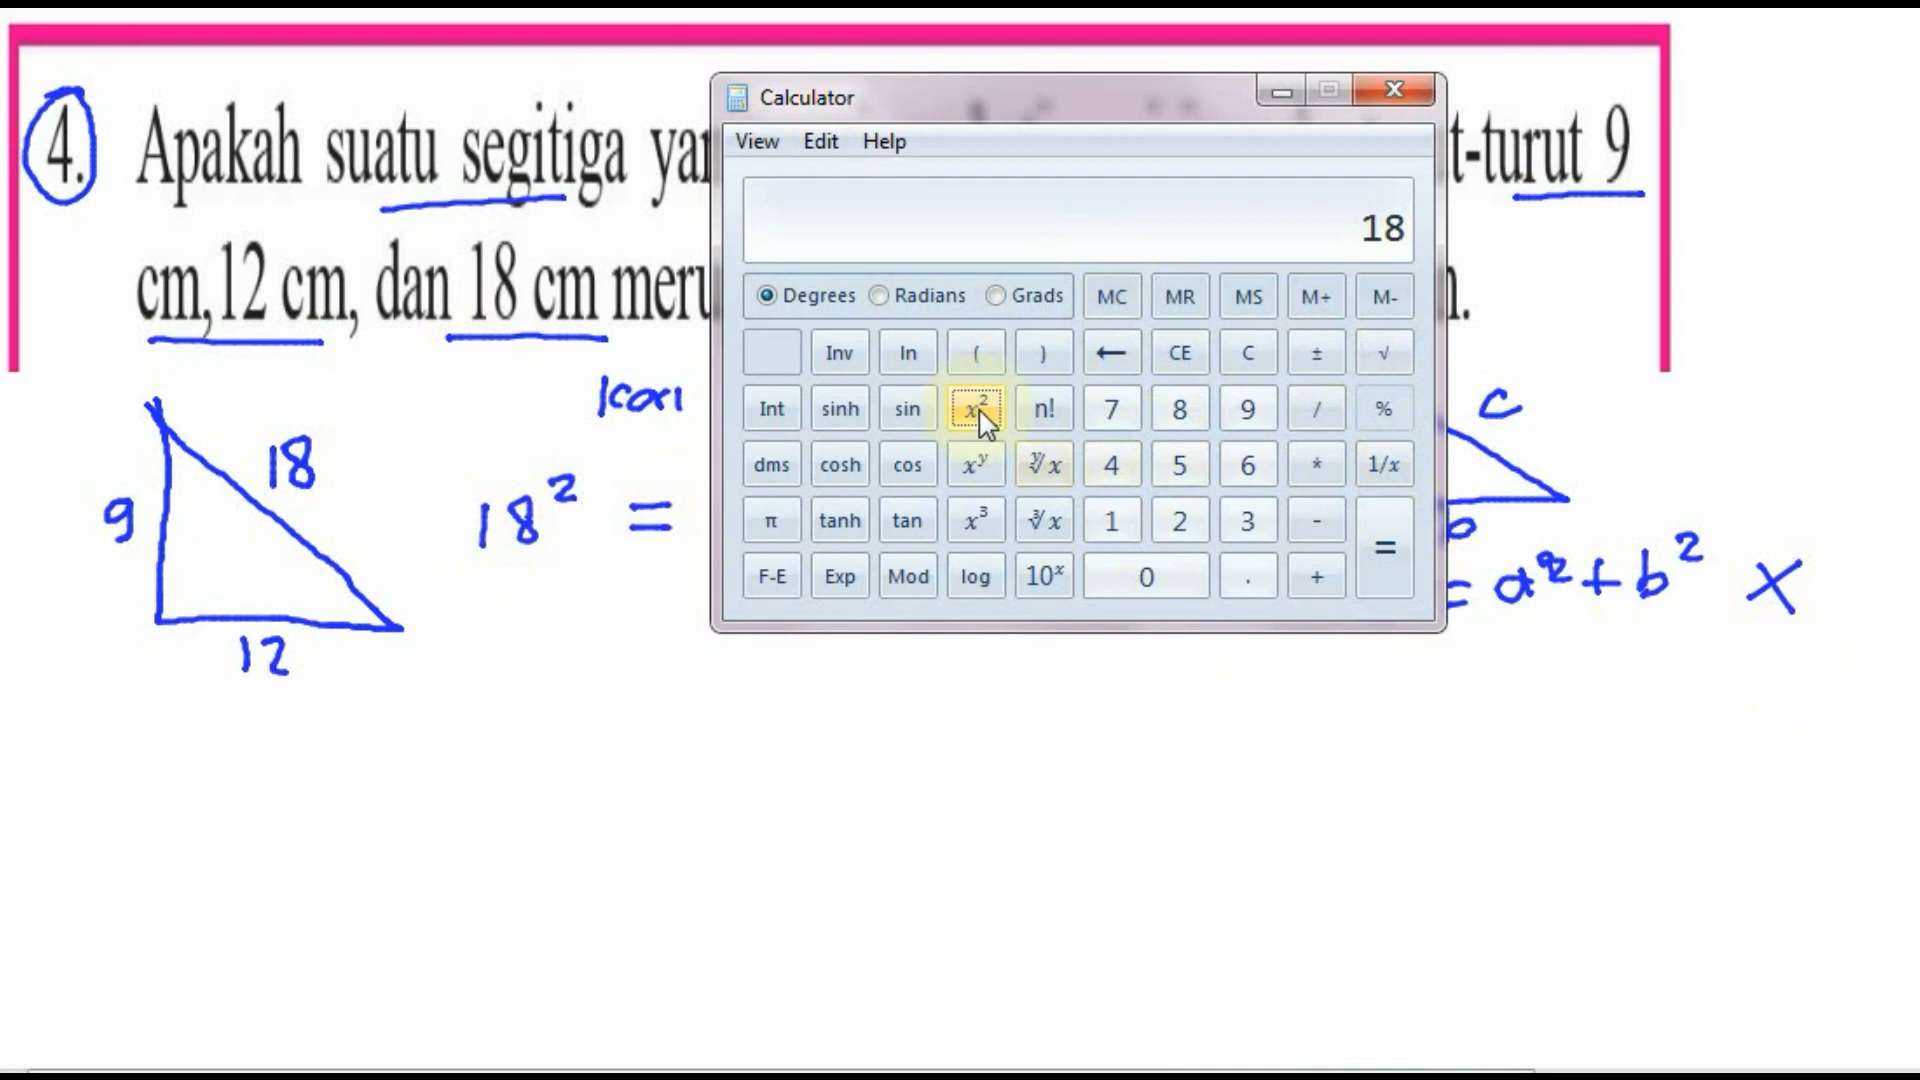 4. Apakah suatu segitiga t-turut 9
cm, 12 cm, dan 18 cm
Calculator
View Edit Help
18
Degrees Radians Grads MC MR MS M+ M-
Inv ln ( ) ← CE C ± √
Int sinh sin x² n! 7 8 9 / %
dms cosh cos xʸ ʸ√x 4 5 6 * 1/x
π tanh tan x³ ³√x 1 2 3 - =
F-E Exp Mod log 10ˣ 0 . +
9
18
12
18² =
c
b
= a² + b² X